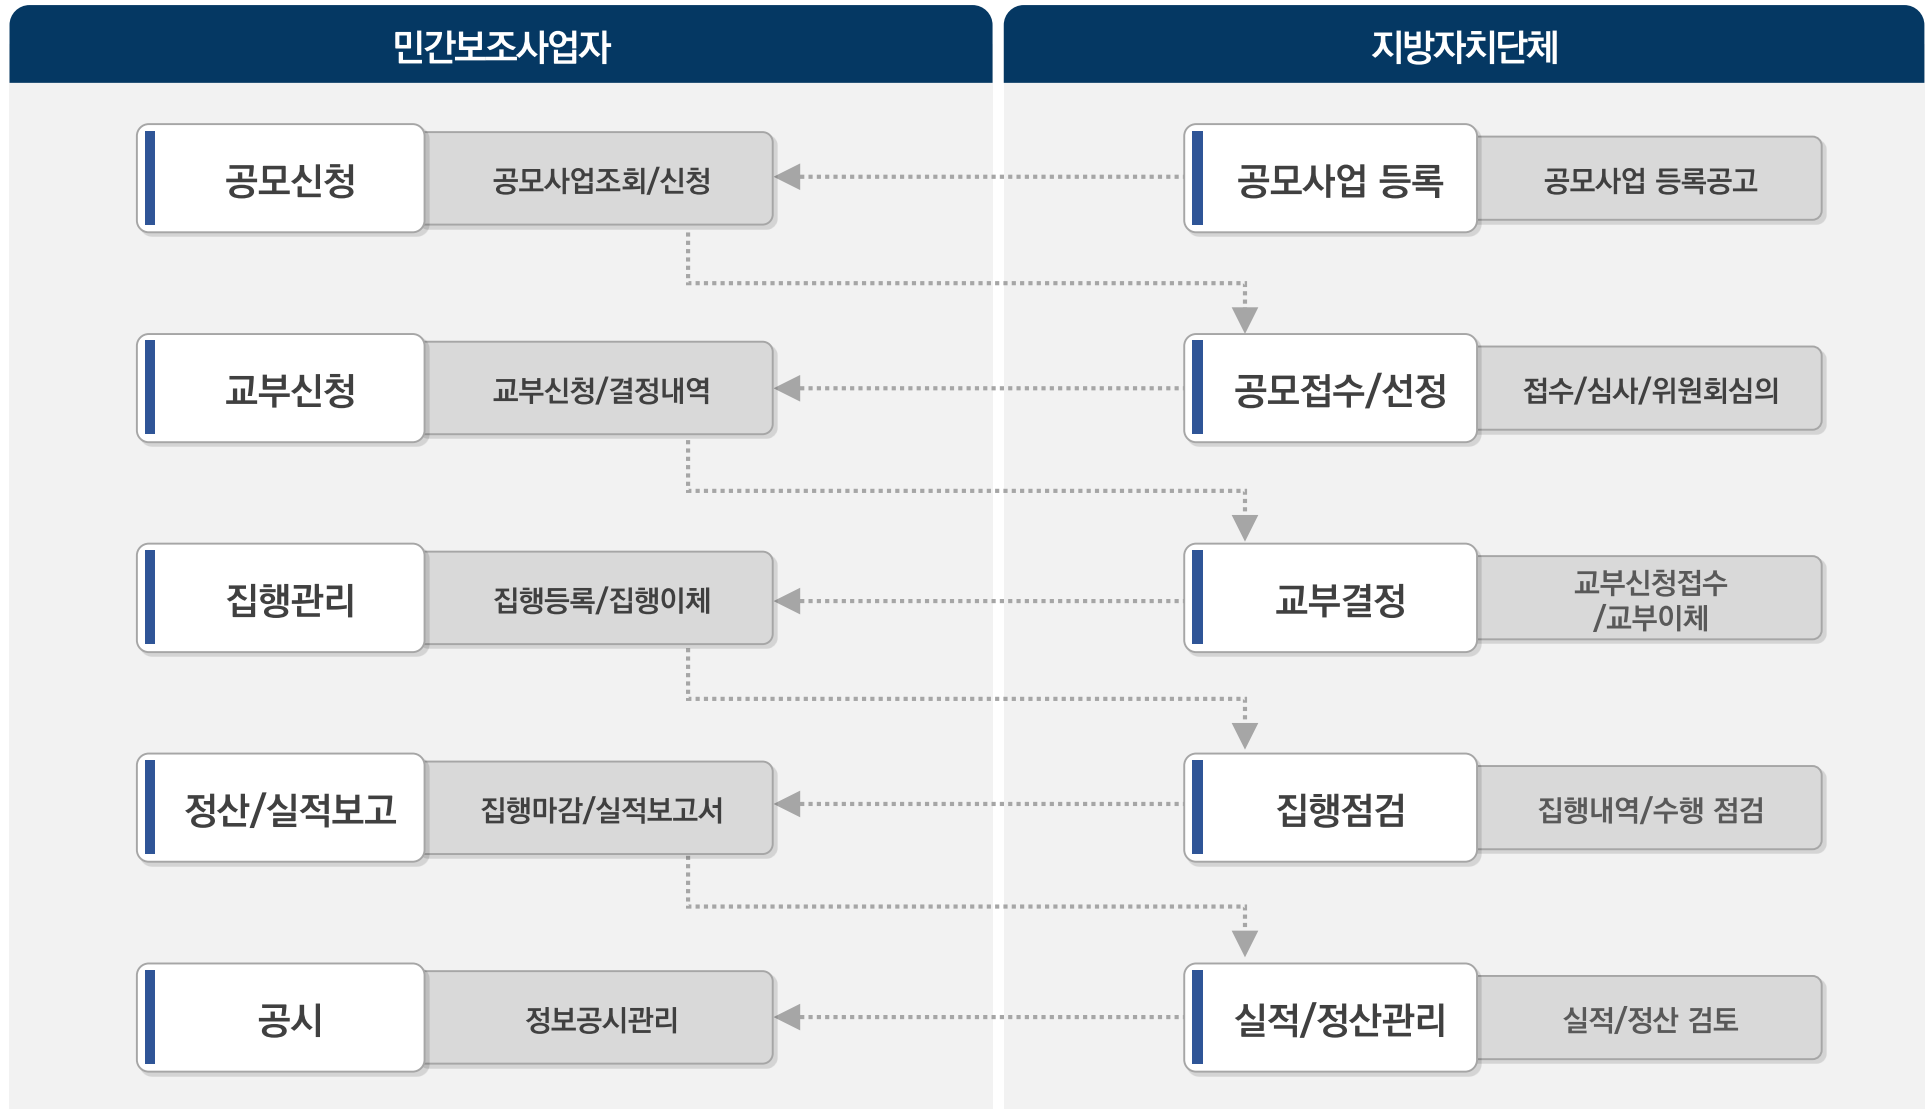 민간보조사업자
지방자치단체
공모신청
공모사업조회/신청
공모사업 등록
공모사업 등록공고
교부신청
교부신청/결정내역
공모접수/선정
접수/심사/위원회심의
집행관리
집행등록/집행이체
교부결정
교부신청접수
/교부이체
정산/실적보고
집행마감/실적보고서
집행점검
집행내역/수행 점검
공시
정보공시관리
실적/정산관리
실적/정산 검토